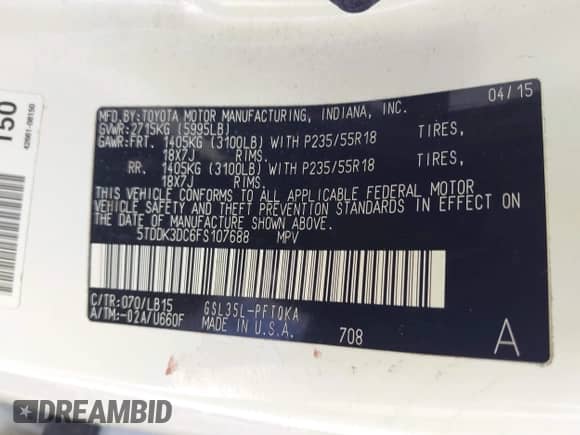 150
42661-08150
MFD.BY:TOYOTA MOTOR MANUFACTURING, INDIANA, INC. 04/15
GVWR:2715KG (5995LB)
GAWR:FRT. 1405KG (3100LB) WITH P235/55R18 TIRES,
18X7J RIMS.
RR. 1405KG (3100LB) WITH P235/55R18 TIRES,
18X7J RIMS.
THIS VEHICLE CONFORMS TO ALL APPLICABLE FEDERAL MOTOR
VEHICLE SAFETY AND THEFT PREVENTION STANDARDS IN EFFECT ON
THE DATE OF MANUFACTURE SHOWN ABOVE.
5TDDK3DC6FS107688 MPV
C/TR:070/LB15 GSL35L-PFTQKA
A/TM:-02A/U660F MADE IN U.S.A. 708 A
DREAMBID